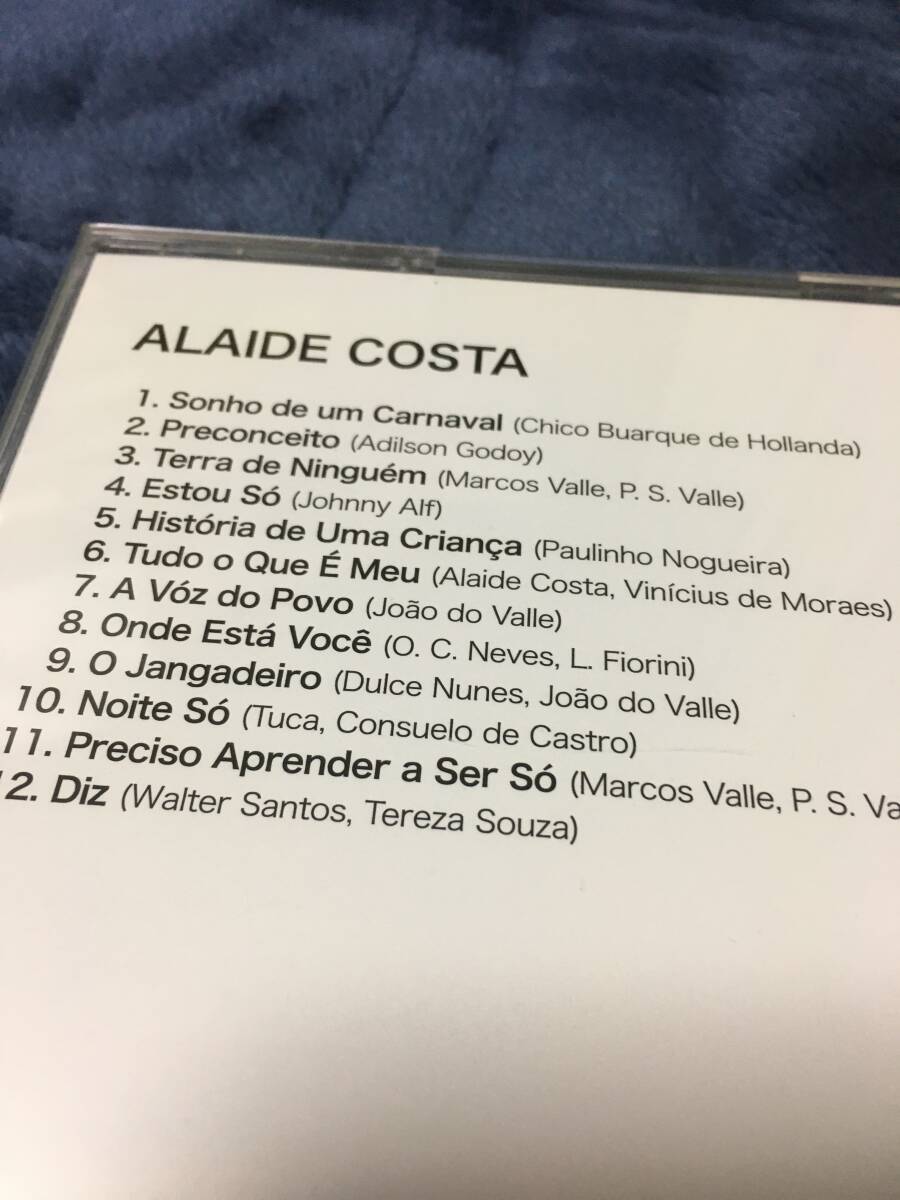 ALAIDE COSTA
1. Sonho de um Carnaval (Chico Buarque de Hollanda)
2. Preconceito (Adilson Godoy)
3. Terra de Ninguém (Marcos Valle, P. S. Valle)
4. Estou Só (Johnny Alf)
5. História de Uma Criança (Paulinho Nogueira)
6. Tudo o Que É Meu (Alaide Costa, Vinícius de Moraes)
7. A Vóz do Povo (João do Valle)
8. Onde Está Você (O. C. Neves, L. Fiorini)
9. O Jangadeiro (Dulce Nunes, João do Valle)
10. Noite Só (Tuca, Consuelo de Castro)
11. Preciso Aprender a Ser Só (Marcos Valle, P. S. Va
12. Diz (Walter Santos, Tereza Souza)